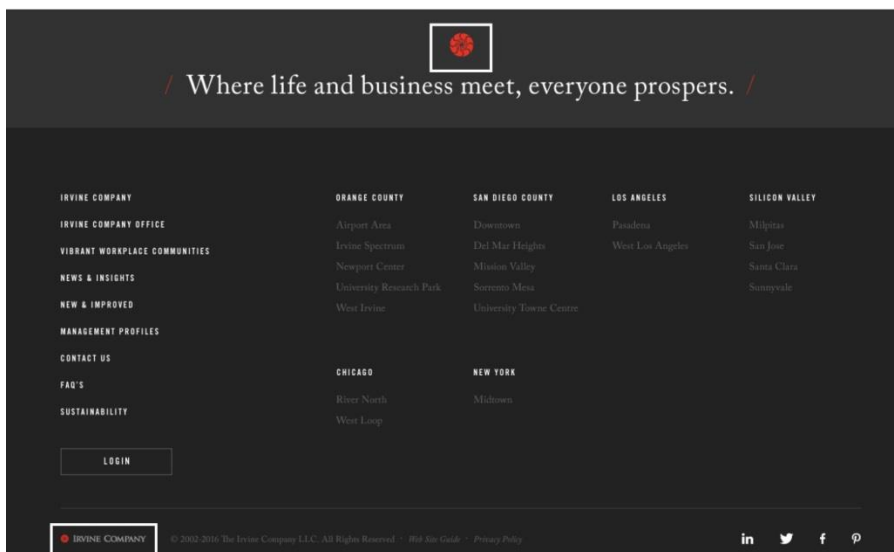 / Where life and business meet, everyone prospers. /
IRVINE COMPANY
IRVINE COMPANY OFFICE
VIBRANT WORKPLACE COMMUNITIES
NEWS & INSIGHTS
NEW & IMPROVED
MANAGEMENT PROFILES
CONTACT US
FAQ'S
SUSTAINABILITY
LOGIN
ORANGE COUNTY
Airport Area
Irvine Spectrum
Newport Center
University Research Park
West Irvine
SAN DIEGO COUNTY
Downtown
Del Mar Heights
Mission Valley
Sorrento Mesa
University Towne Centre
LOS ANGELES
Pasadena
West Los Angeles
SILICON VALLEY
Milpitas
San Jose
Santa Clara
Sunnyvale
CHICAGO
River North
West Loop
NEW YORK
Midtown
IRVINE COMPANY © 2002-2016 The Irvine Company LLC. All Rights Reserved · Web Site Guide · Privacy Policy